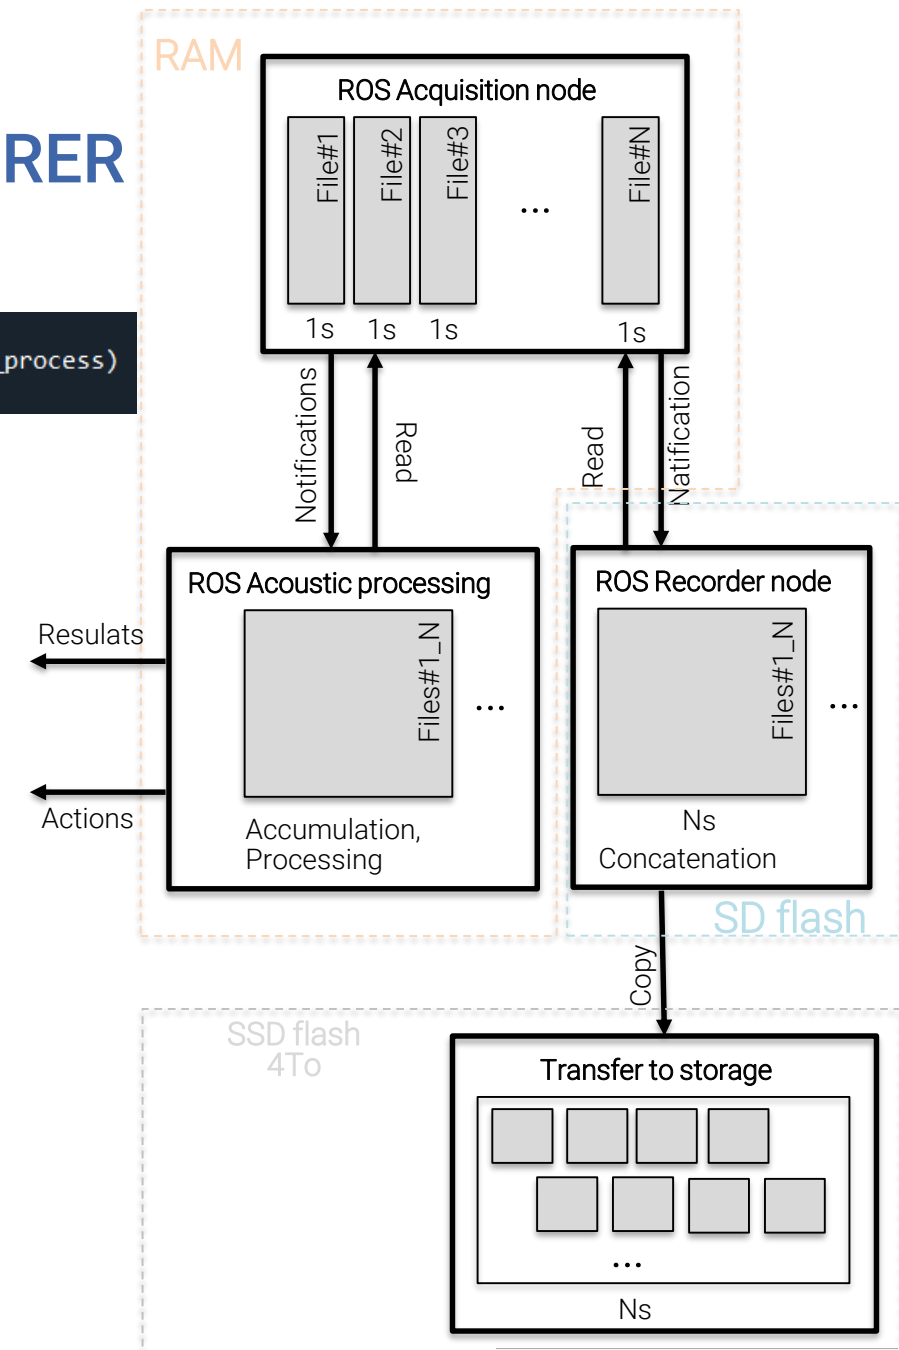 RAM
ROS Acquisition node
RER
File#1
File#2
File#3
...
File#N
1s
1s
1s
1s
_process)
Notifications
Read
Read
Natification
ROS Acoustic processing
Files#1_N
...
Accumulation,
Processing
Resulats
Actions
ROS Recorder node
Files#1_N
...
Ns
Concatenation
SD flash
Copy
SSD flash
4To
Transfer to storage
...
Ns